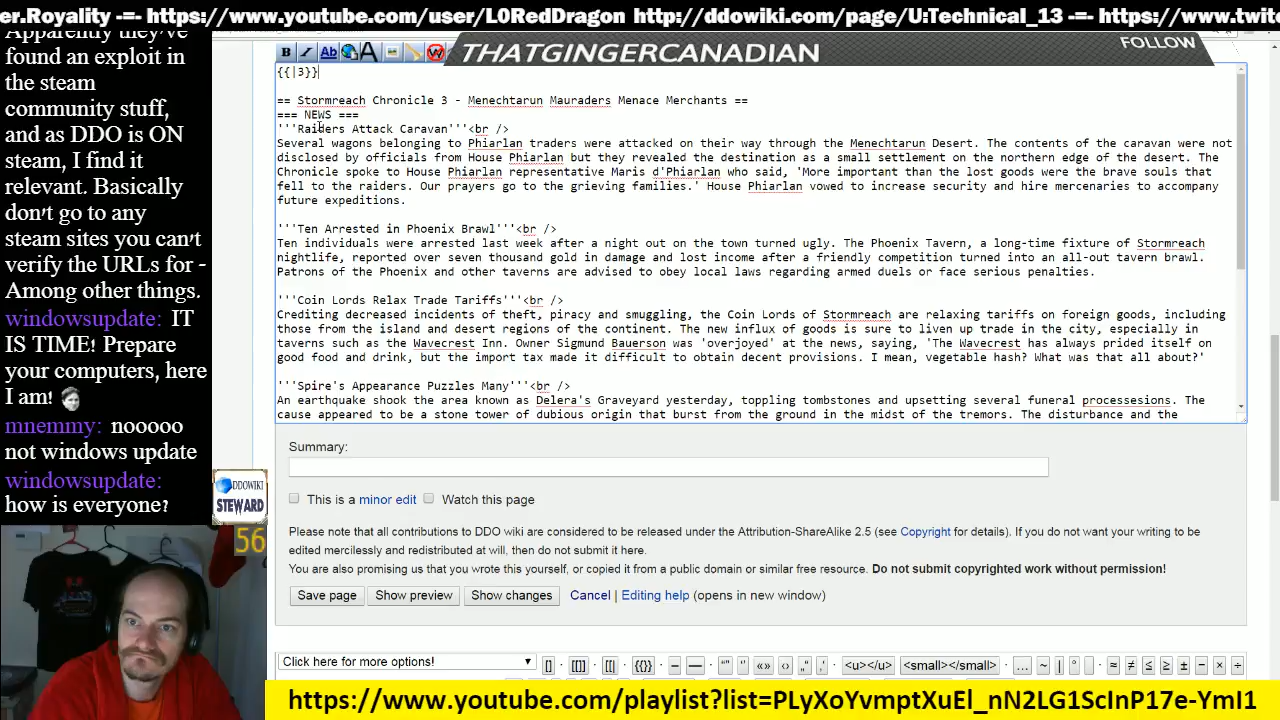 er.Royality -=- https://www.youtube.com/user/L0RedDragon http://ddowiki.com/page/U:Technical_13 -=- https://www.twitc
Apparently they've
found an exploit in
the steam
community stuff,
and as DDO is ON
steam, I find it
relevant. Basically
don't go to any
steam sites you can't
verify the URLs for -
Among other things.
windowsupdate: IT
IS TIME! Prepare
your computers, here
I am!
mnemmy: nooooo
not windows update
windowsupdate:
how is everyone?
THATGINGERCANADIAN
FOLLOW
B I Ab A W
{{|3}}
== Stormreach Chronicle 3 - Menechtarun Mauraders Menace Merchants ==
=== NEWS ===
'''Raiders Attack Caravan'''<br />
Several wagons belonging to Phiarlan traders were attacked on their way through the Menechtarun Desert. The contents of the caravan were not
disclosed by officials from House Phiarlan but they revealed the destination as a small settlement on the northern edge of the desert. The
Chronicle spoke to House Phiarlan representative Maris d'Phiarlan who said, 'More important than the lost goods were the brave souls that
fell to the raiders. Our prayers go to the grieving families.' House Phiarlan vowed to increase security and hire mercenaries to accompany
future expeditions.
'''Ten Arrested in Phoenix Brawl'''<br />
Ten individuals were arrested last week after a night out on the town turned ugly. The Phoenix Tavern, a long-time fixture of Stormreach
nightlife, reported over seven thousand gold in damage and lost income after a friendly competition turned into an all-out tavern brawl.
Patrons of the Phoenix and other taverns are advised to obey local laws regarding armed duels or face serious penalties.
'''Coin Lords Relax Trade Tariffs'''<br />
Crediting decreased incidents of theft, piracy and smuggling, the Coin Lords of Stormreach are relaxing tariffs on foreign goods, including
those from the island and desert regions of the continent. The new influx of goods is sure to liven up trade in the city, especially in
taverns such as the Wavecrest Inn. Owner Sigmund Bauerson was 'overjoyed' at the news, saying, 'The Wavecrest has always prided itself on
good food and drink, but the import tax made it difficult to obtain decent provisions. I mean, vegetable hash? What was that all about?'
'''Spire's Appearance Puzzles Many'''<br />
An earthquake shook the area known as Delera's Graveyard yesterday, toppling tombstones and upsetting several funeral processesions. The
cause appeared to be a stone tower of dubious origin that burst from the ground in the midst of the tremors. The disturbance and the
Summary:
This is a minor edit Watch this page
Please note that all contributions to DDO wiki are considered to be released under the Attribution-ShareAlike 2.5 (see Copyright for details). If you do not want your writing to be
edited mercilessly and redistributed at will, then do not submit it here.
You are also promising us that you wrote this yourself, or copied it from a public domain or similar free resource. Do not submit copyrighted work without permission!
Save page Show preview Show changes Cancel | Editing help (opens in new window)
DDOWIKI
STEWARD
56
Click here for more options! [] · [[]] · [[| · {{}} · – · — · “” · ‘’ · «» · ‹› · „“ · ‚‘ · <u></u> · <small></small> · … · ~ · | · ° · · ≈ · ≠ · ≤ · ≥ · ± · − · × · ÷
https://www.youtube.com/playlist?list=PLyXoYvmptXuEl_nN2LG1ScInP17e-YmI1